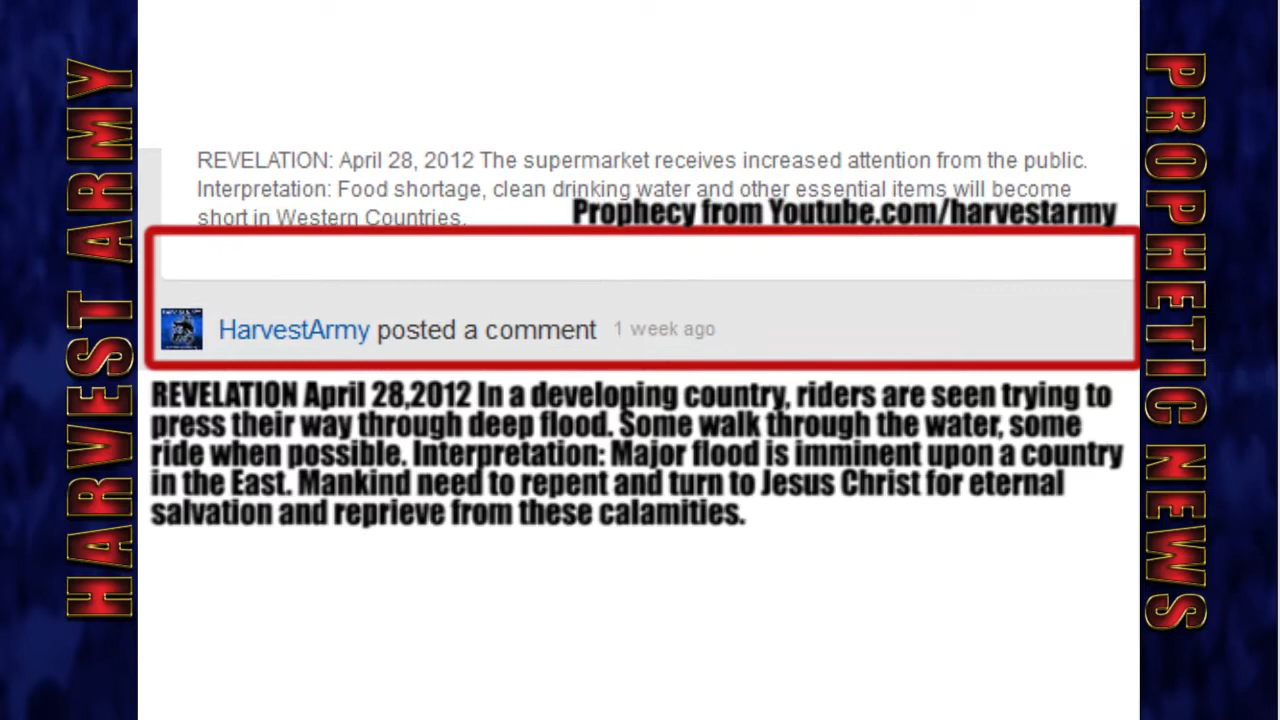 HARVEST ARMY
REVELATION: April 28, 2012 The supermarket receives increased attention from the public.
Interpretation: Food shortage, clean drinking water and other essential items will become
short in Western Countries.
Prophecy from Youtube.com/harvestarmy
HarvestArmy posted a comment 1 week ago
REVELATION April 28,2012 In a developing country, riders are seen trying to
press their way through deep flood. Some walk through the water, some
ride when possible. Interpretation: Major flood is imminent upon a country
in the East. Mankind need to repent and turn to Jesus Christ for eternal
salvation and reprieve from these calamities.
PROPHETIC NEWS